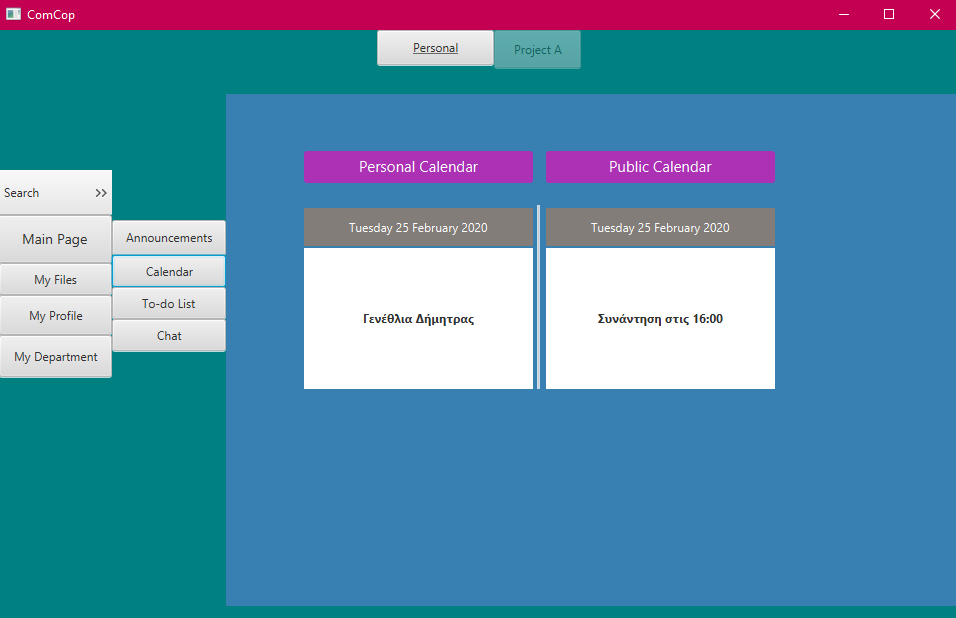 ComCop
Personal
Project A
Personal Calendar
Public Calendar
Search >>
Main Page
My Files
My Profile
My Department
Announcements
Calendar
To-do List
Chat
Tuesday 25 February 2020
Tuesday 25 February 2020
Γενέθλια Δήμητρας
Συνάντηση στις 16:00